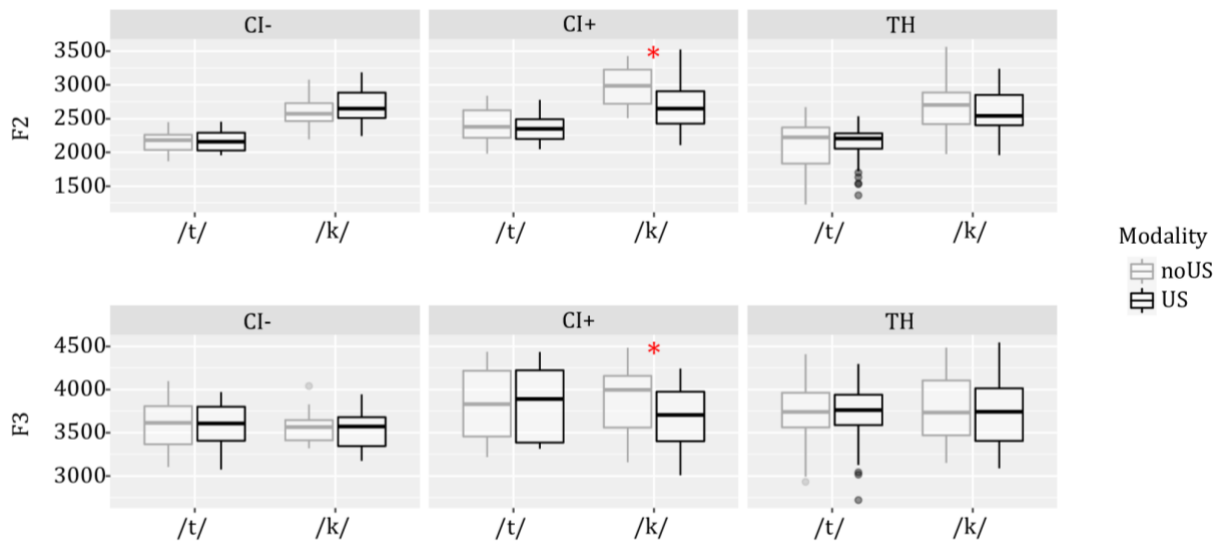 CI- CI+ TH
F2
3500
3000
2500
2000
1500
*
/t/ /k/ /t/ /k/ /t/ /k/
Modality
noUS
US
CI- CI+ TH
F3
4500
4000
3500
3000
*
/t/ /k/ /t/ /k/ /t/ /k/